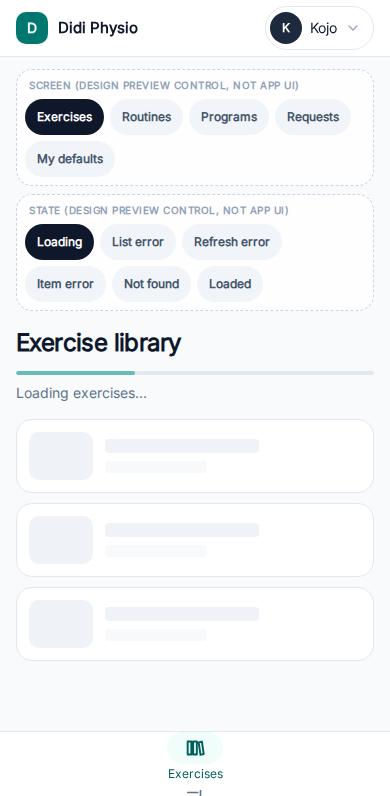 D Didi Physio K Kojo
SCREEN (DESIGN PREVIEW CONTROL, NOT APP UI)
Exercises Routines Programs Requests
My defaults
STATE (DESIGN PREVIEW CONTROL, NOT APP UI)
Loading List error Refresh error
Item error Not found Loaded
Exercise library
Loading exercises...
Exercises